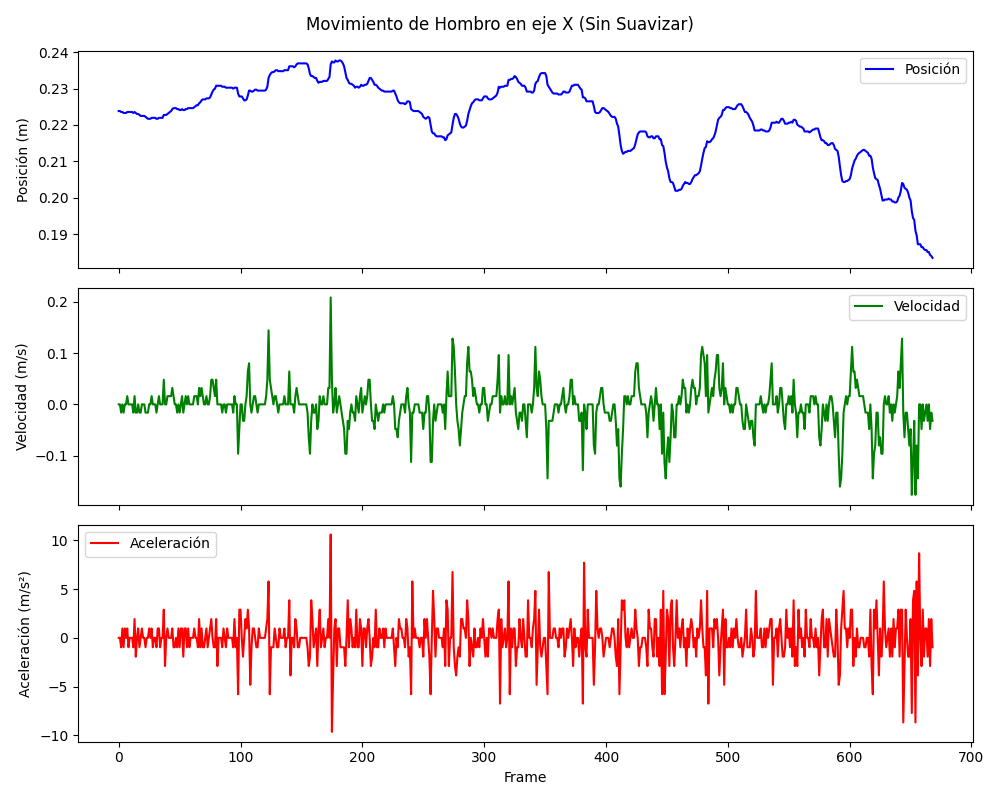 Movimiento de Hombro en eje X (Sin Suavizar)
0.24
0.23
0.22
0.21
0.20
0.19
Posición (m)
Posición
0.2
0.1
0.0
−0.1
Velocidad (m/s)
Velocidad
10
5
0
−5
−10
Aceleración (m/s²)
Aceleración
0 100 200 300 400 500 600 700
Frame